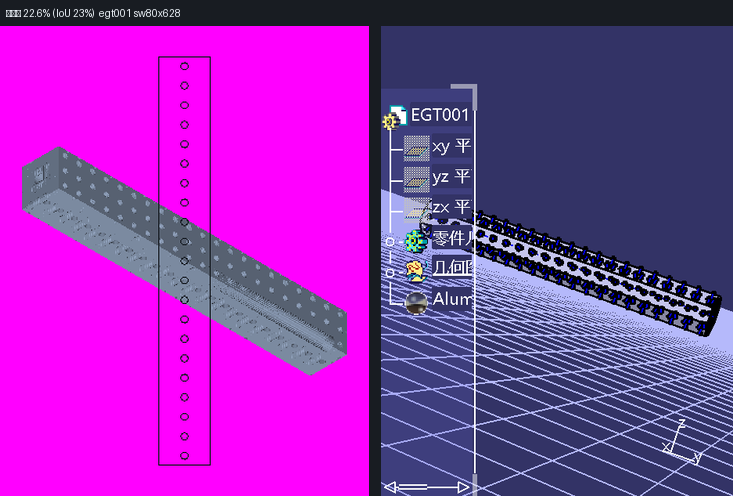 22.6% (IoU 23%) egt001 sw80x628
EGT001
xy 平
yz 平
zx 平
零件
几何
Alum
z
x
y